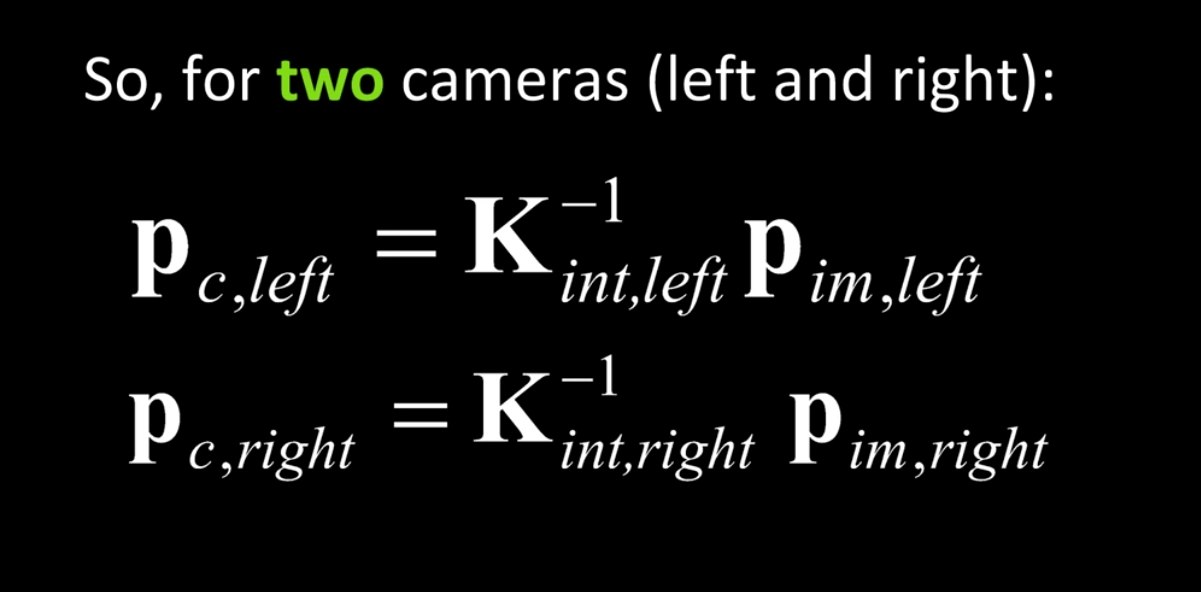 So, for two cameras (left and right):
p_{c,left} = K^{-1}_{int,left} p_{im,left}
p_{c,right} = K^{-1}_{int,right} p_{im,right}